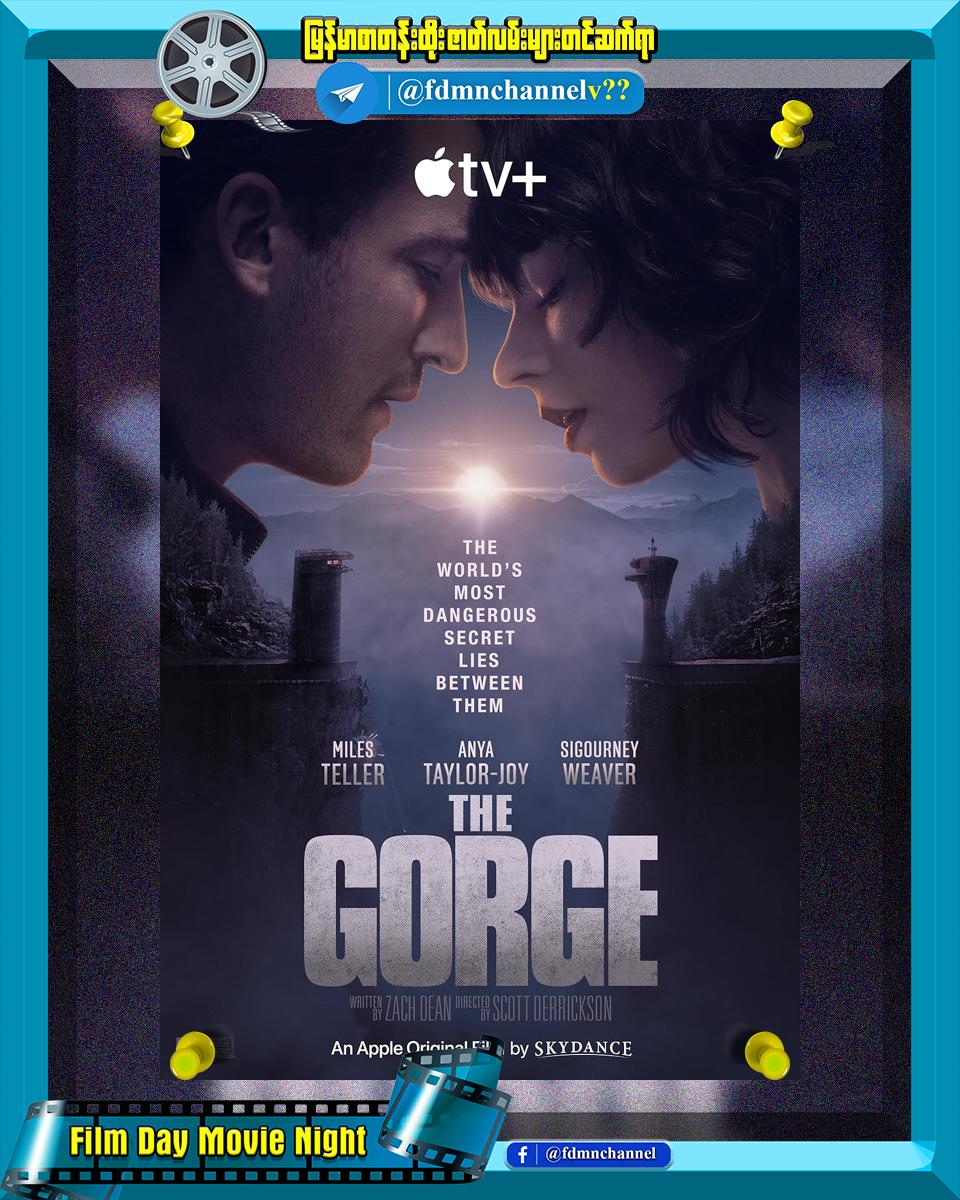 မြန်မာစာတန်းထိုးဇာတ်လမ်းများတင်ဆက်ရာ
@fdmnchannelv??
tv+
THE
WORLD'S
MOST
DANGEROUS
SECRET
LIES
BETWEEN
THEM
MILES TELLER
ANYA TAYLOR-JOY
SIGOURNEY WEAVER
THE
GORGE
WRITTEN BY ZACH DEAN DIRECTED BY SCOTT DERRICKSON
An Apple Original Film by SKYDANCE
Film Day Movie Night
@fdmnchannel